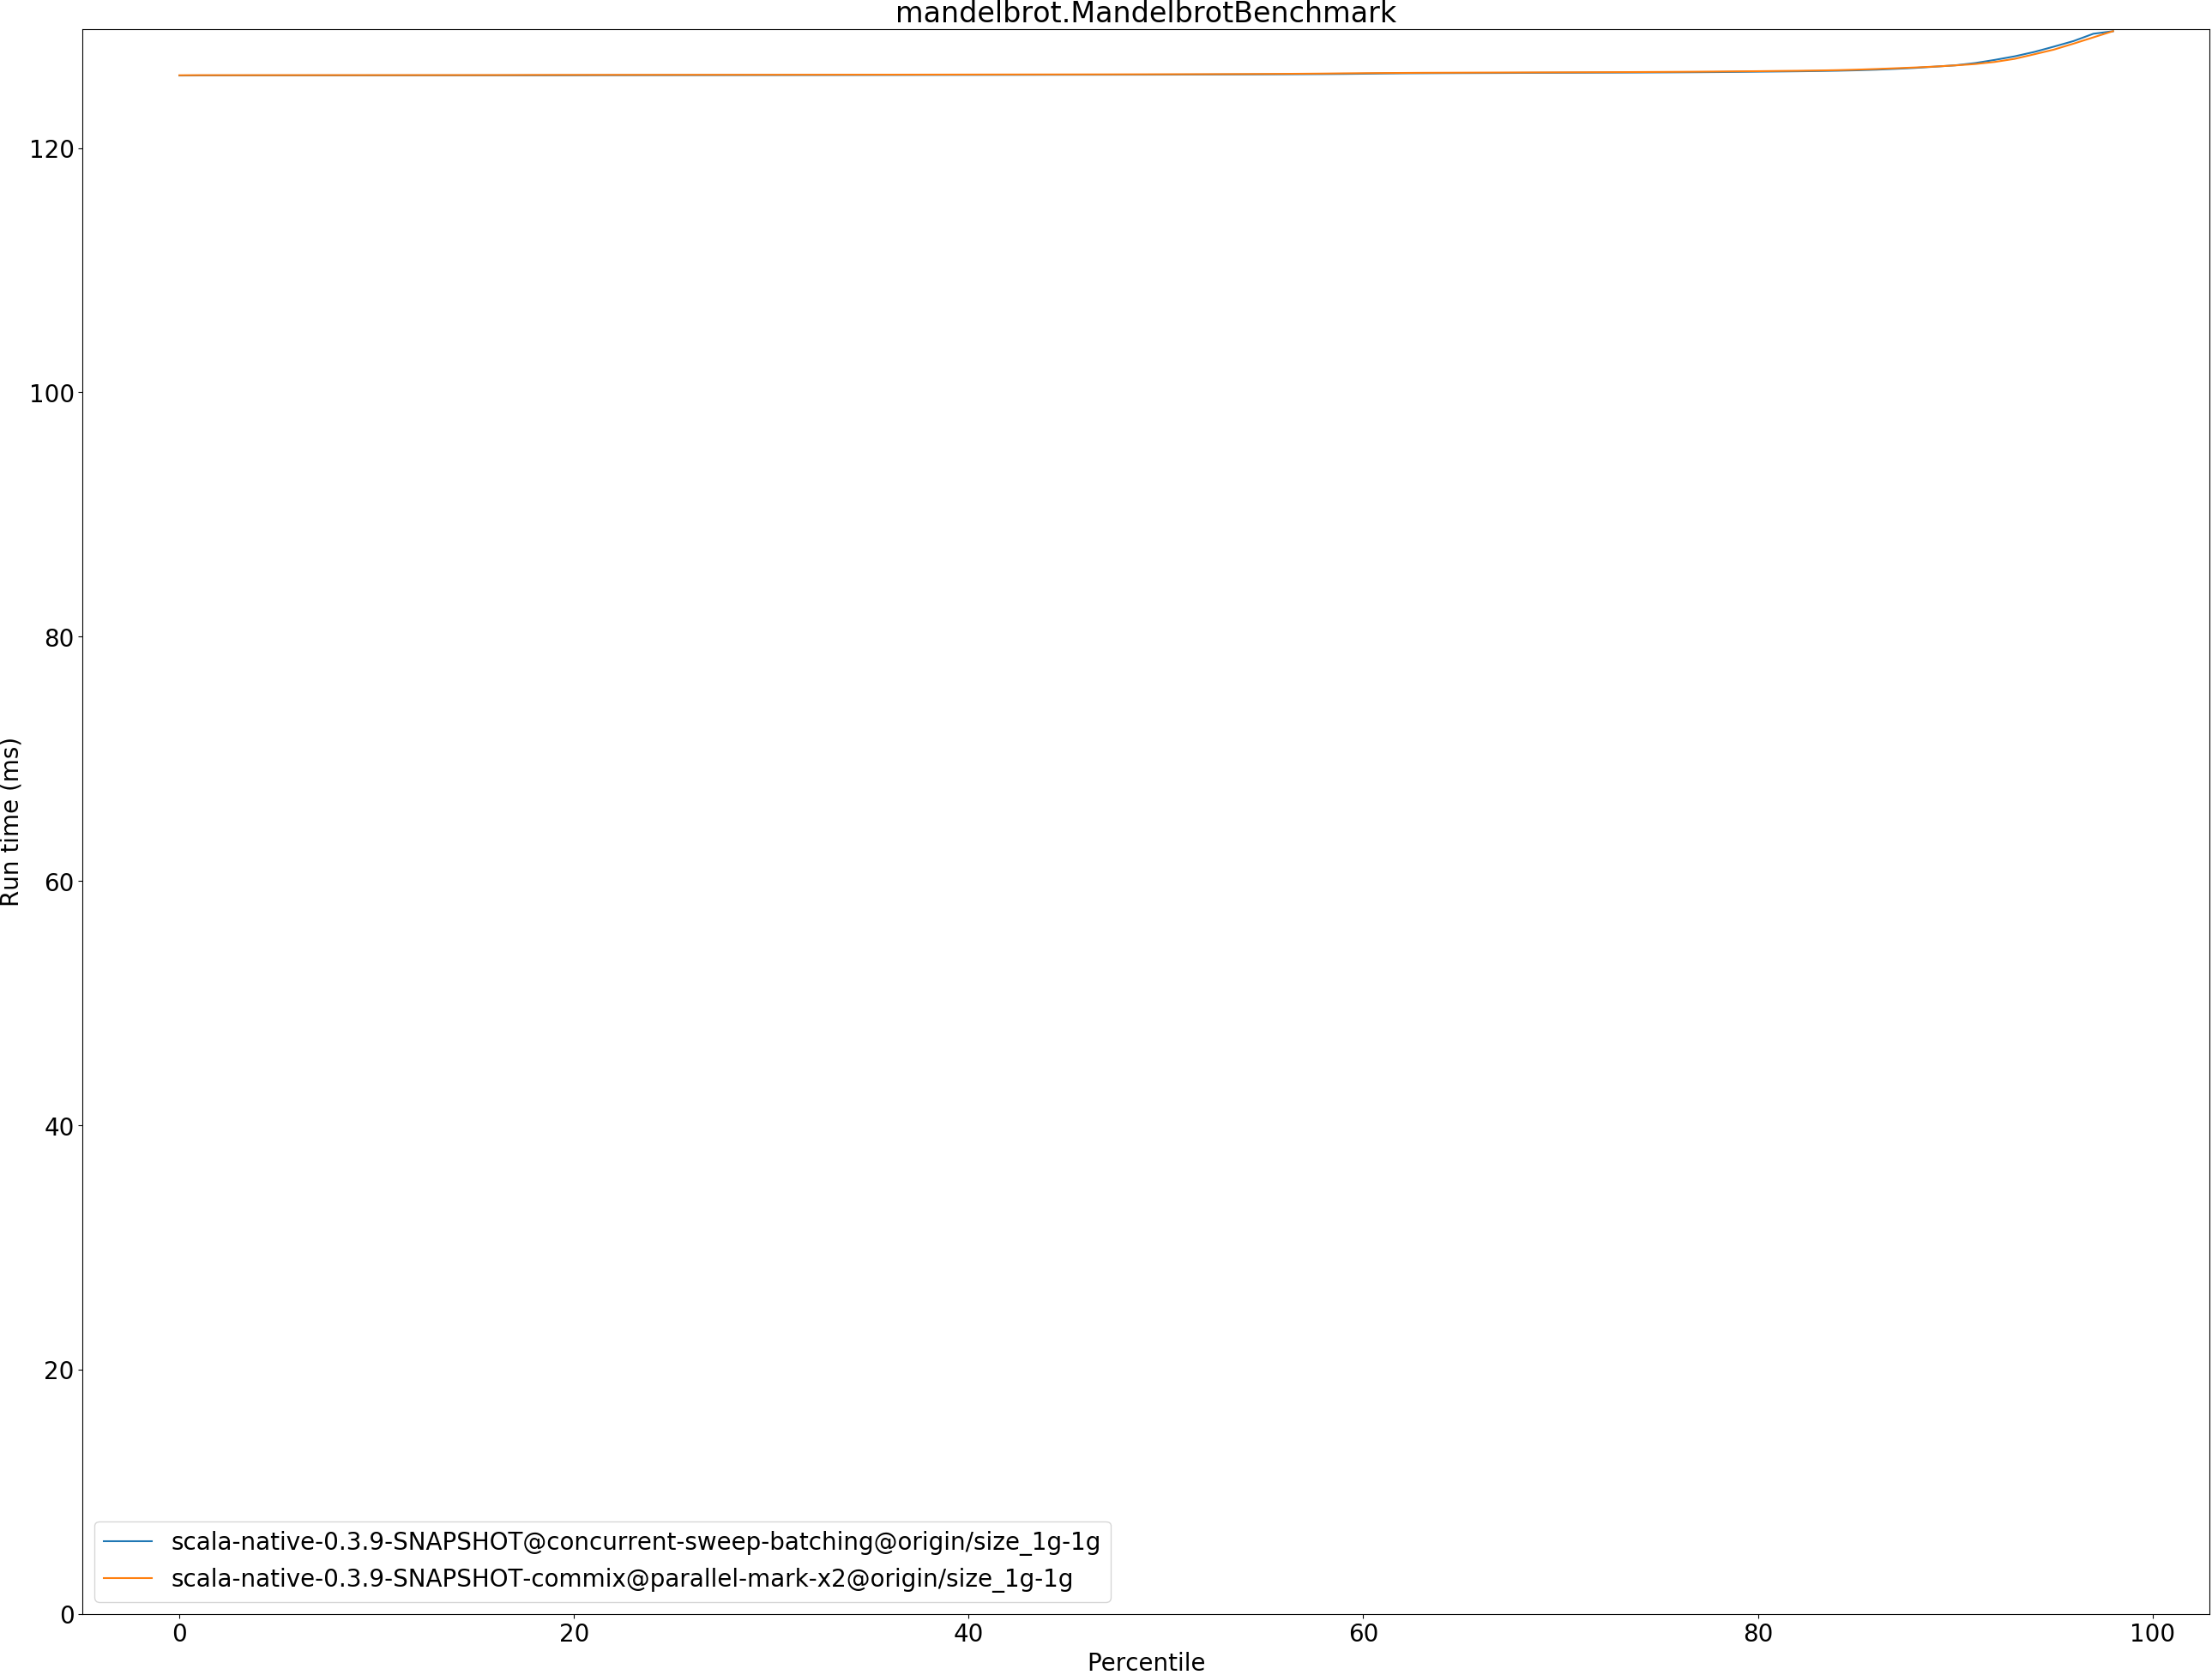 mandelbrot.MandelbrotBenchmark
120
100
80
60
40
20
0
Run time (ms)
scala-native-0.3.9-SNAPSHOT@concurrent-sweep-batching@origin/size_1g-1g
scala-native-0.3.9-SNAPSHOT-commix@parallel-mark-x2@origin/size_1g-1g
0 20 40 60 80 100
Percentile